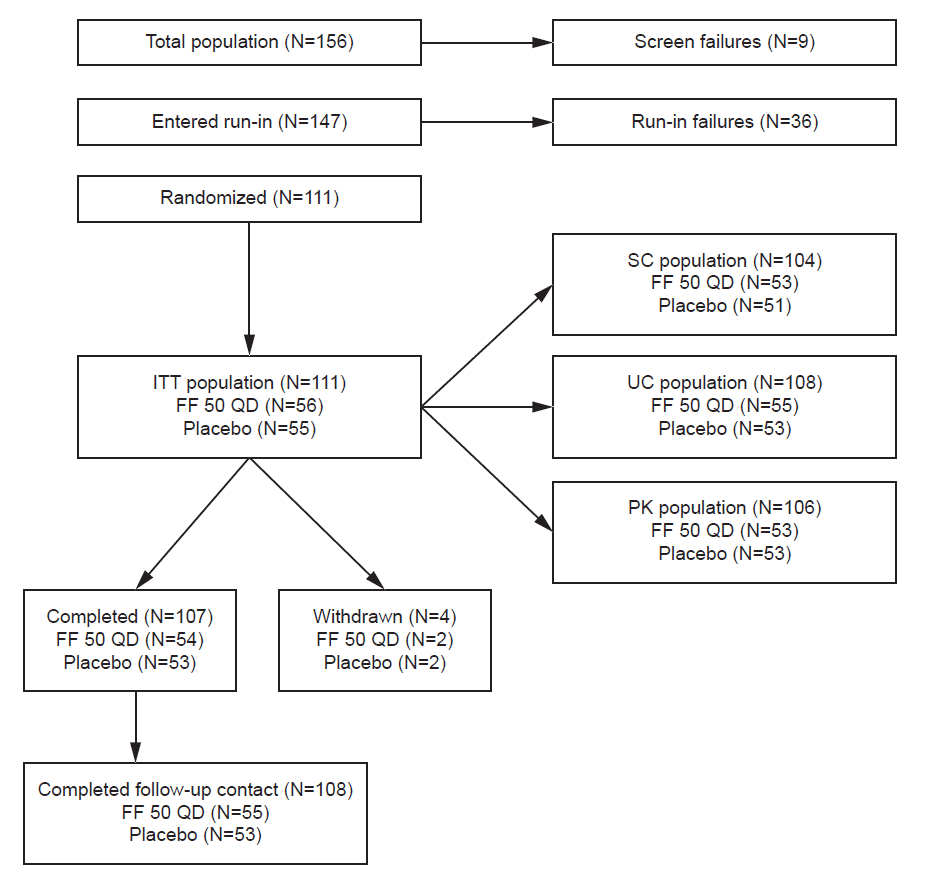 Total population (N=156)
Screen failures (N=9)
Entered run-in (N=147)
Run-in failures (N=36)
Randomized (N=111)
SC population (N=104)
FF 50 QD (N=53)
Placebo (N=51)
ITT population (N=111)
FF 50 QD (N=56)
Placebo (N=55)
UC population (N=108)
FF 50 QD (N=55)
Placebo (N=53)
PK population (N=106)
FF 50 QD (N=53)
Placebo (N=53)
Completed (N=107)
FF 50 QD (N=54)
Placebo (N=53)
Withdrawn (N=4)
FF 50 QD (N=2)
Placebo (N=2)
Completed follow-up contact (N=108)
FF 50 QD (N=55)
Placebo (N=53)